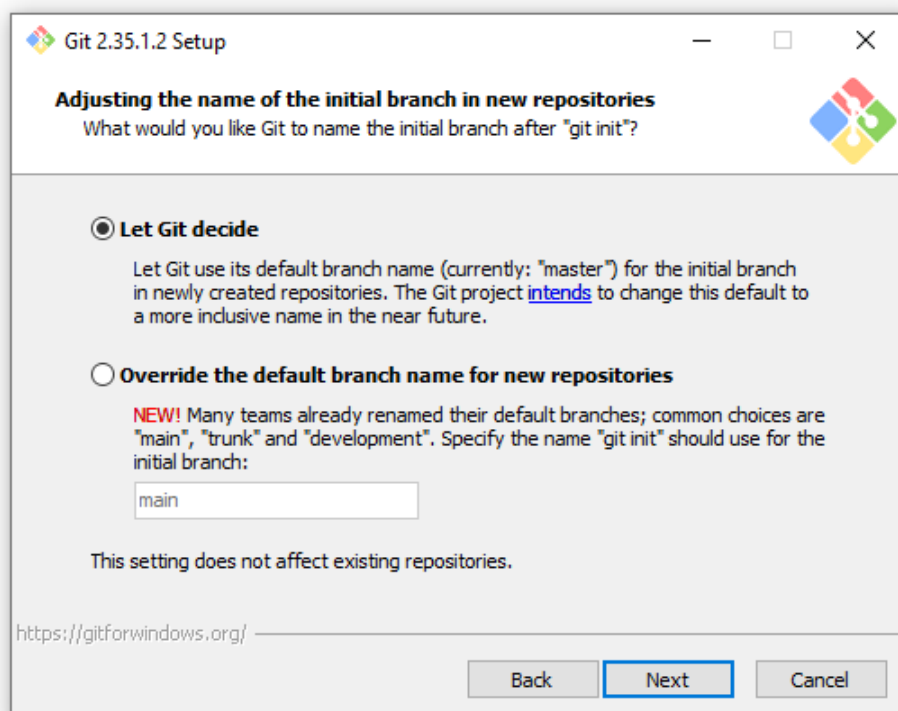 Git 2.35.1.2 Setup
Adjusting the name of the initial branch in new repositories
What would you like Git to name the initial branch after "git init"?
Let Git decide
Let Git use its default branch name (currently: "master") for the initial branch
in newly created repositories. The Git project intends to change this default to
a more inclusive name in the near future.
Override the default branch name for new repositories
NEW! Many teams already renamed their default branches; common choices are
"main", "trunk" and "development". Specify the name "git init" should use for the
initial branch:
main
This setting does not affect existing repositories.
https://gitforwindows.org/
Back Next Cancel